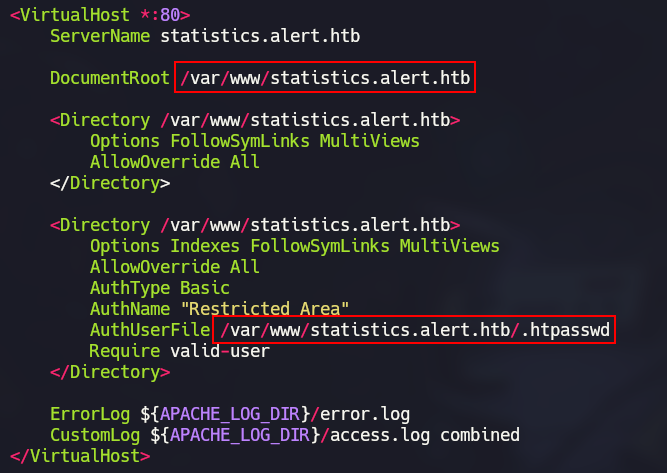 <VirtualHost *:80>
    ServerName statistics.alert.htb

    DocumentRoot /var/www/statistics.alert.htb

    <Directory /var/www/statistics.alert.htb>
        Options FollowSymLinks MultiViews
        AllowOverride All
    </Directory>

    <Directory /var/www/statistics.alert.htb>
        Options Indexes FollowSymLinks MultiViews
        AllowOverride All
        AuthType Basic
        AuthName "Restricted Area"
        AuthUserFile /var/www/statistics.alert.htb/.htpasswd
        Require valid-user
    </Directory>

    ErrorLog ${APACHE_LOG_DIR}/error.log
    CustomLog ${APACHE_LOG_DIR}/access.log combined
</VirtualHost>